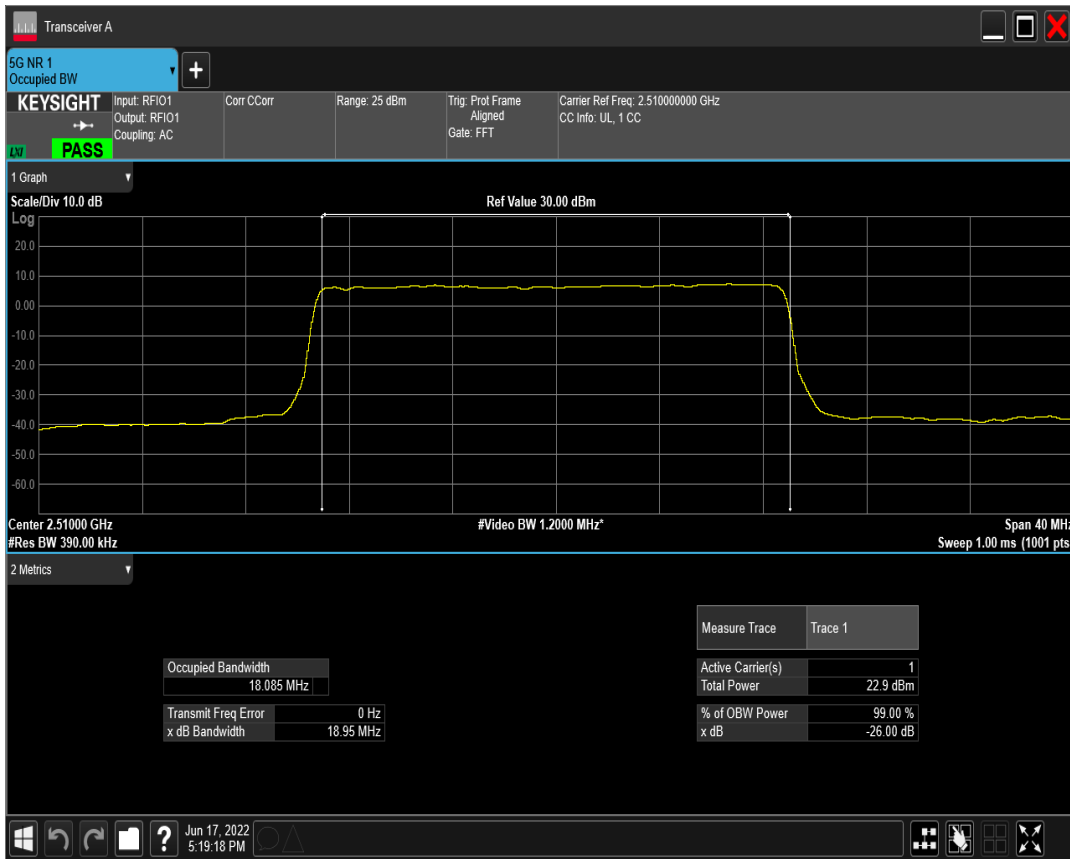 Transceiver A
5G NR 1
Occupied BW
+
KEYSIGHT
LXI
PASS
Input: RFIO1
Output: RFIO1
Coupling: AC
Corr CCorr
Range: 25 dBm
Trig: Prot Frame
Aligned
Gate: FFT
Carrier Ref Freq: 2.510000000 GHz
CC Info: UL, 1 CC
1 Graph
Scale/Div 10.0 dB
Ref Value 30.00 dBm
Log
20.0
10.0
0.00
-10.0
-20.0
-30.0
-40.0
-50.0
-60.0
Center 2.51000 GHz
#Video BW 1.2000 MHz*
Span 40 MHz
#Res BW 390.00 kHz
Sweep 1.00 ms (1001 pts
2 Metrics
Measure Trace Trace 1
Occupied Bandwidth
18.085 MHz
Active Carrier(s) 1
Total Power 22.9 dBm
Transmit Freq Error 0 Hz
x dB Bandwidth 18.95 MHz
% of OBW Power 99.00 %
x dB -26.00 dB
?
Jun 17, 2022
5:19:18 PM